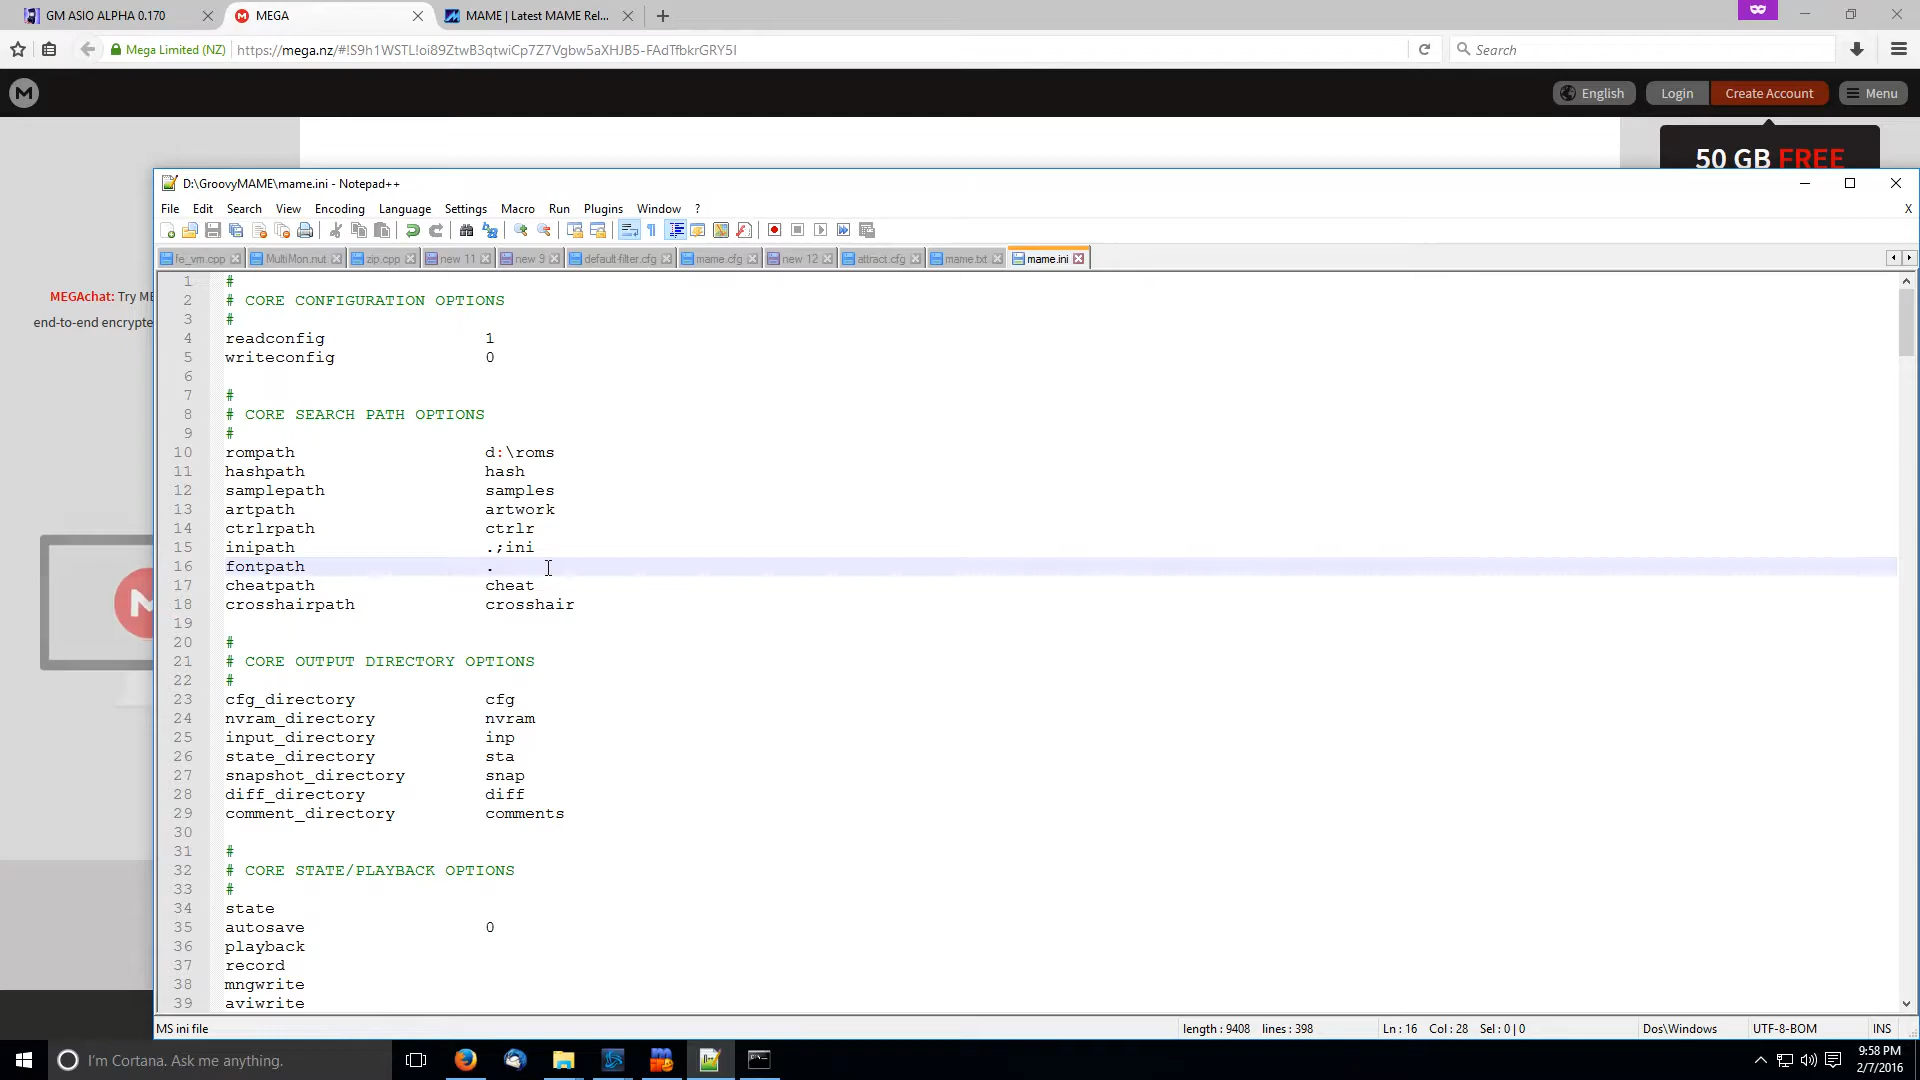 GM ASIO ALPHA 0.170
MEGA
MAME | Latest MAME Rel...
Mega Limited (NZ)
https://mega.nz/#!S9h1WSTL!oi89ZtwB3qtwiCp7Z7Vgbw5aXHJB5-FAdTfbkrGRY5I
Search
M
English
Login
Create Account
Menu
50 GB FREE
D:\GroovyMAME\mame.ini - Notepad++
File Edit Search View Encoding Language Settings Macro Run Plugins Window ?
X
fe_vm.cpp
MultiMon.nut
zip.cpp
new 11
new 9
default-filter.cfg
mame.cfg
new 12
attract.cfg
mame.txt
mame.ini
MEGAchat: Try ME
end-to-end encrypte
1 #
2 # CORE CONFIGURATION OPTIONS
3 #
4 readconfig 1
5 writeconfig 0
6
7 #
8 # CORE SEARCH PATH OPTIONS
9 #
10 rompath d:\roms
11 hashpath hash
12 samplepath samples
13 artpath artwork
14 ctrlrpath ctrlr
15 inipath .;ini
16 fontpath .
17 cheatpath cheat
18 crosshairpath crosshair
19
20 #
21 # CORE OUTPUT DIRECTORY OPTIONS
22 #
23 cfg_directory cfg
24 nvram_directory nvram
25 input_directory inp
26 state_directory sta
27 snapshot_directory snap
28 diff_directory diff
29 comment_directory comments
30
31 #
32 # CORE STATE/PLAYBACK OPTIONS
33 #
34 state
35 autosave 0
36 playback
37 record
38 mngwrite
39 aviwrite
MS ini file
length : 9408 lines : 398
Ln : 16 Col : 28 Sel : 0 | 0
Dos\Windows
UTF-8-BOM
INS
I'm Cortana. Ask me anything.
9:58 PM
2/7/2016